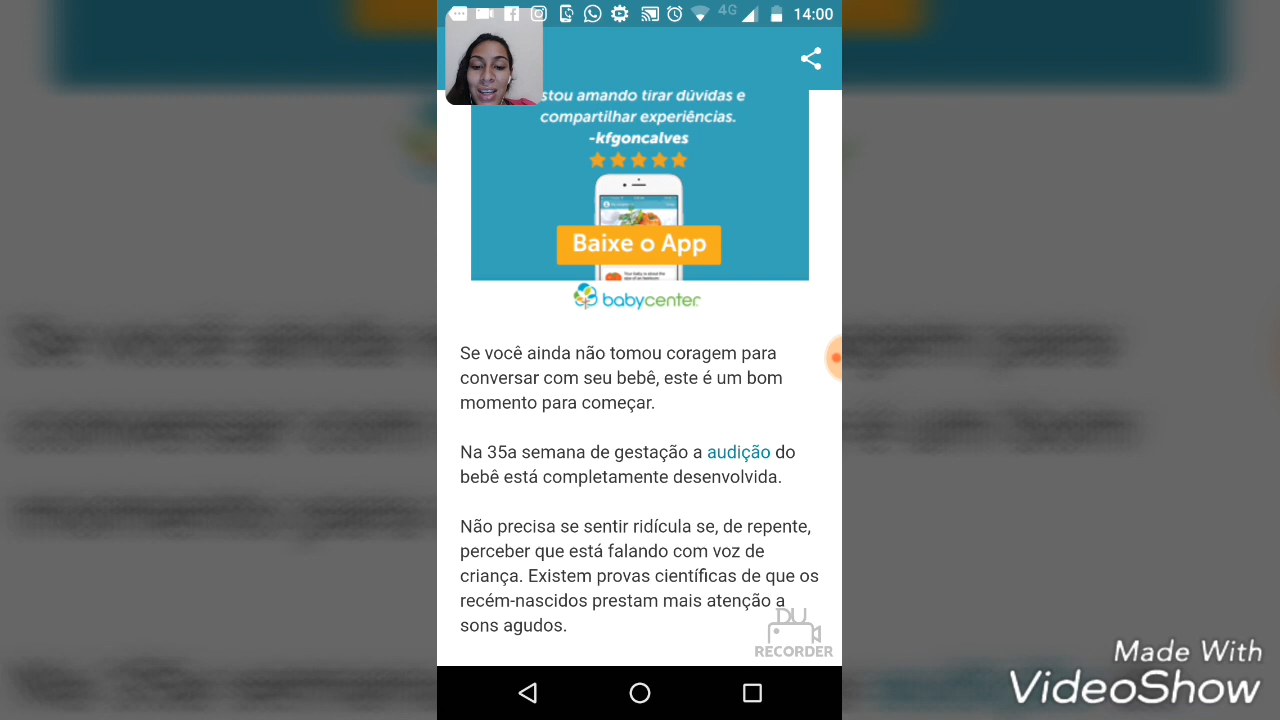 4G
14:00
stou amando tirar dúvidas e
compartilhar experiências.
-kfgoncalves
Baixe o App
babycenter
Se você ainda não tomou coragem para
conversar com seu bebê, este é um bom
momento para começar.
Na 35a semana de gestação a audição do
bebê está completamente desenvolvida.
Não precisa se sentir ridícula se, de repente,
perceber que está falando com voz de
criança. Existem provas científicas de que os
recém-nascidos prestam mais atenção a
sons agudos.
DU
RECORDER
Made With
VideoShow